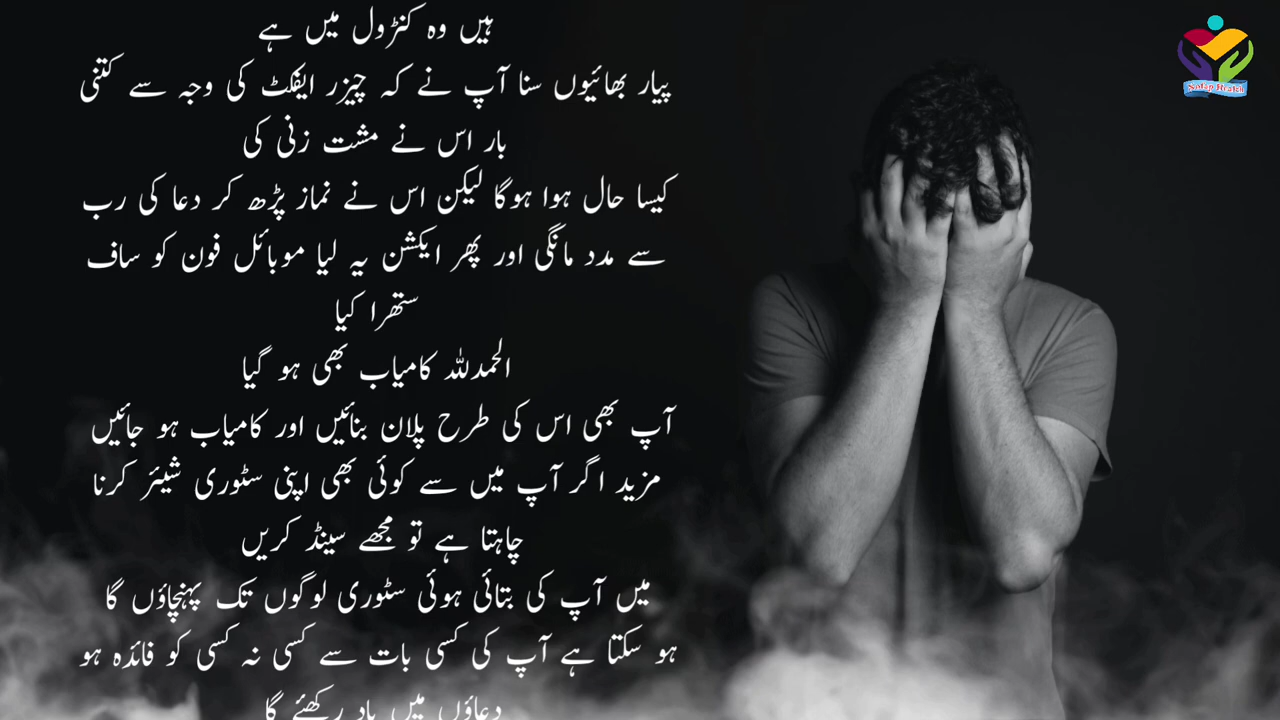 ہیں وہ کنڑول میں ہے
پیار بھائیوں سنا آپ نے کہ چیزر ایفکٹ کی وجہ سے کتنی
بار اس نے مشت زنی کی
کیسا حال ہوا ہوگا لیکن اس نے نماز پڑھ کر دعا کی رب
سے مدد مانگی اور پھر ایکشن یہ لیا موبائل فون کو ساف
ستھرا کیا
الحمدللہ کامیاب بھی ہو گیا
آپ بھی اس کی طرح پلان بنائیں اور کامیاب ہو جائیں
مزید اگر آپ میں سے کوئی بھی اپنی سٹوری شیئر کرنا
چاہتا ہے تو مجھے سینڈ کریں
میں آپ کی بتائی ہوئی سٹوری لوگوں تک پہنچاؤں گا
ہو سکتا ہے آپ کی کسی بات سے کسی نہ کسی کو فائدہ ہو
دعاؤں میں یاد رکھئے گا
Nofap Health